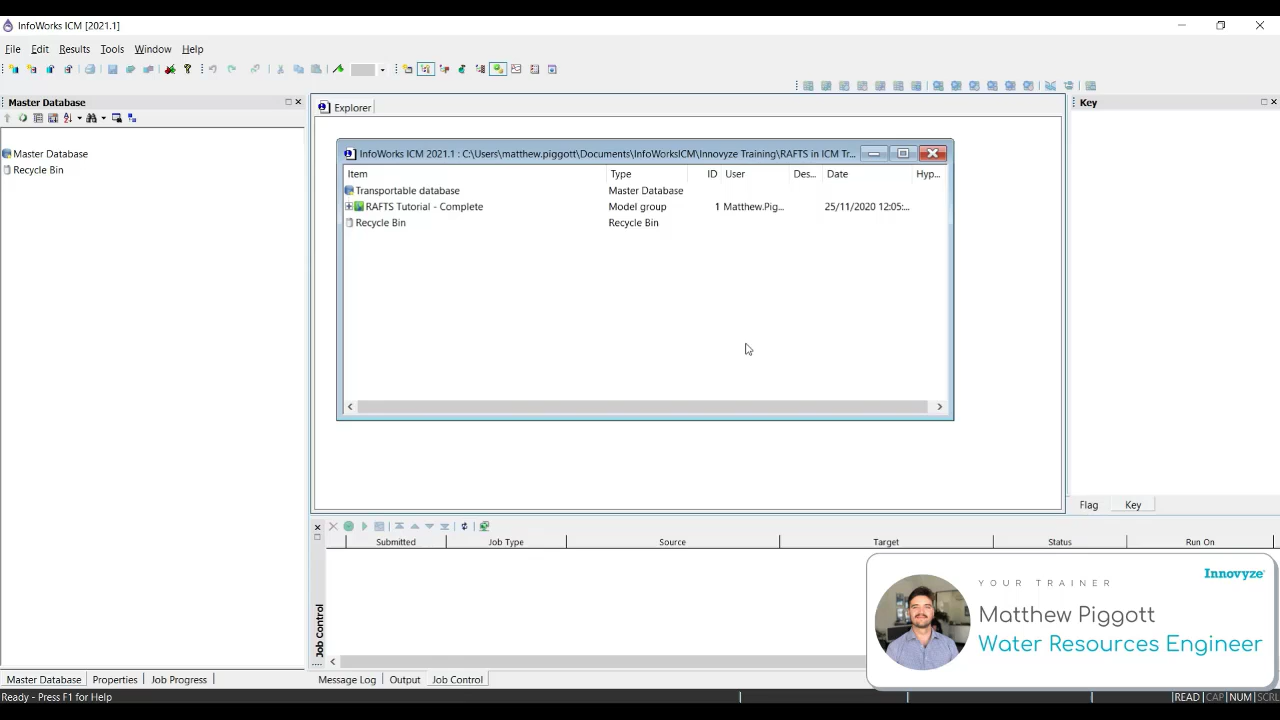 InfoWorks ICM [2021.1]
File Edit Results Tools Window Help
Master Database
Explorer
Key
Master Database
Recycle Bin
InfoWorks ICM 2021.1 : C:\Users\matthew.piggott\Documents\InfoWorksICM\Innovyze Training\RAFTS in ICM Tr...
Item Type ID User Des... Date Hyp...
Transportable database Master Database
RAFTS Tutorial - Complete Model group 1 Matthew.Pig... 25/11/2020 12:05:...
Recycle Bin Recycle Bin
Flag Key
Submitted Job Type Source Target Status Run On
Job Control
Innovyze
YOUR TRAINER
Matthew Piggott
Water Resources Engineer
Master Database Properties Job Progress
Message Log Output Job Control
Ready - Press F1 for Help
READ CAP NUM SCRL